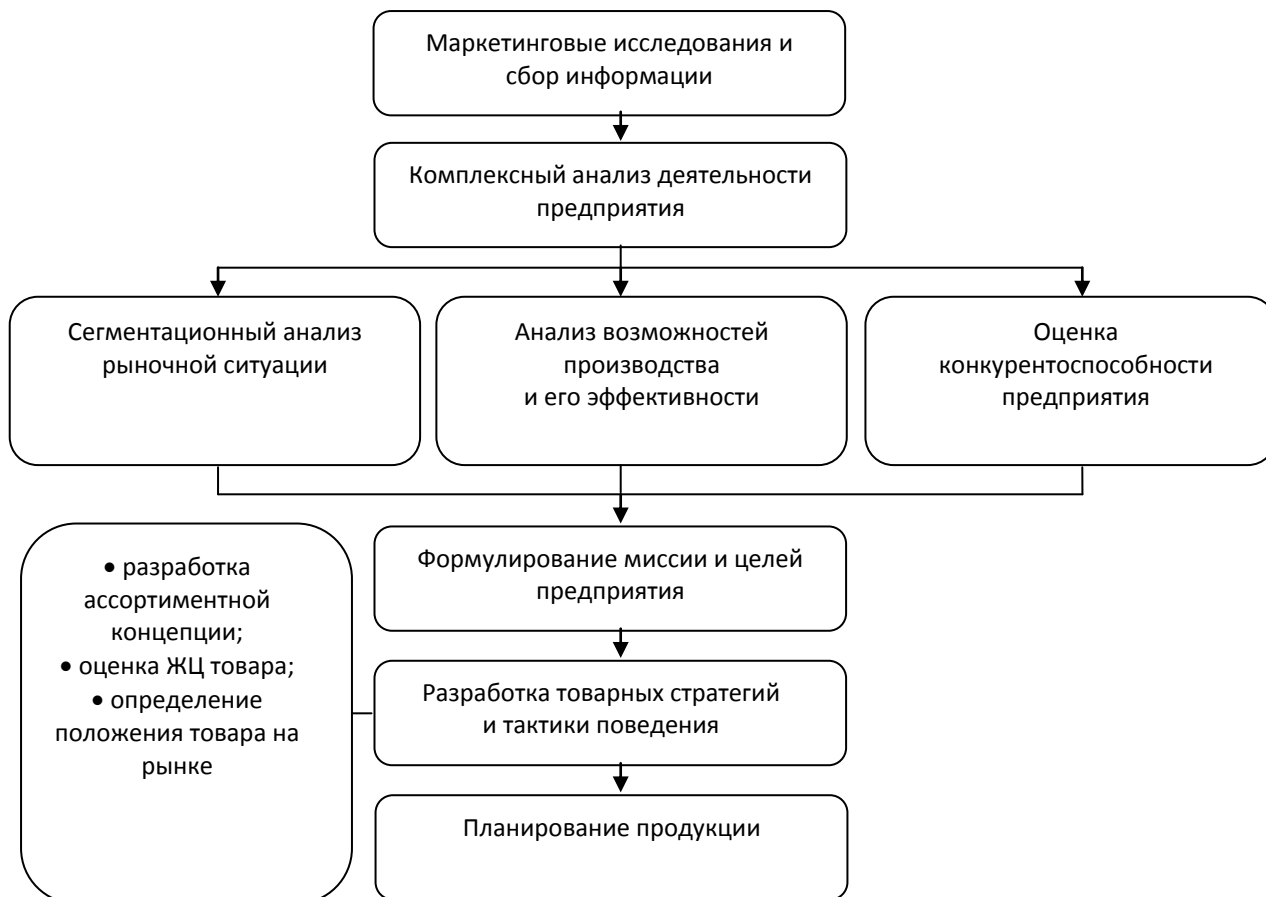 Маркетинговые исследования и
сбор информации
Комплексный анализ деятельности
предприятия
Сегментационный анализ
рыночной ситуации
Анализ возможностей
производства
и его эффективности
Оценка
конкурентоспособности
предприятия
• разработка
ассортиментной
концепции;
• оценка ЖЦ товара;
• определение
положения товара на
рынке
Формулирование миссии и целей
предприятия
Разработка товарных стратегий
и тактики поведения
Планирование продукции